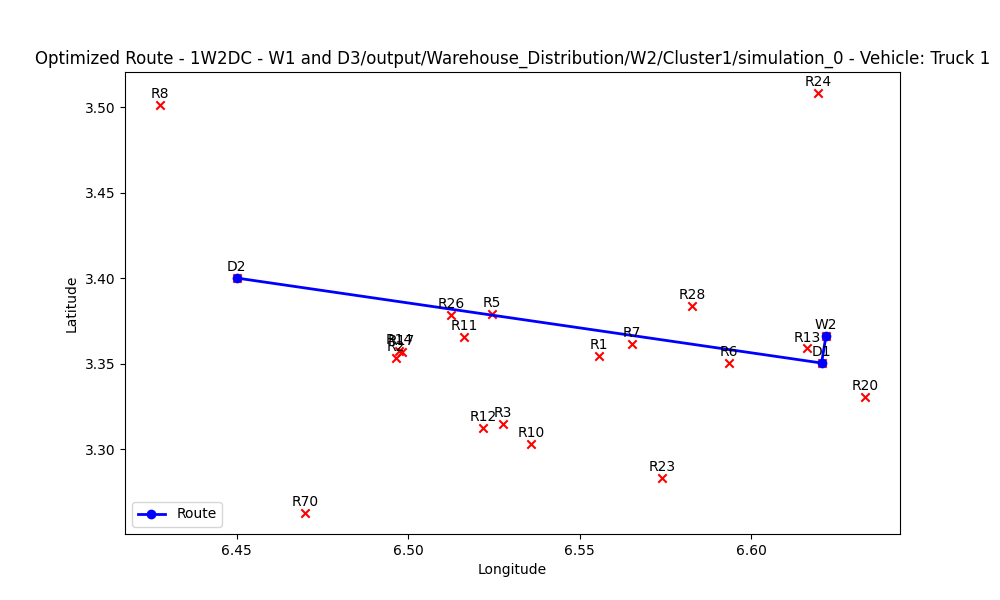 Optimized Route - 1W2DC - W1 and D3/output/Warehouse_Distribution/W2/Cluster1/simulation_0 - Vehicle: Truck 1
R8
R24
3.50
3.45
D2
3.40
R28
R26
R5
R11
W2
R7
R13
R1
R6
D1
3.35
R20
Latitude
R12
R3
R10
3.30
R23
R70
Route
6.45
6.50
6.55
6.60
Longitude